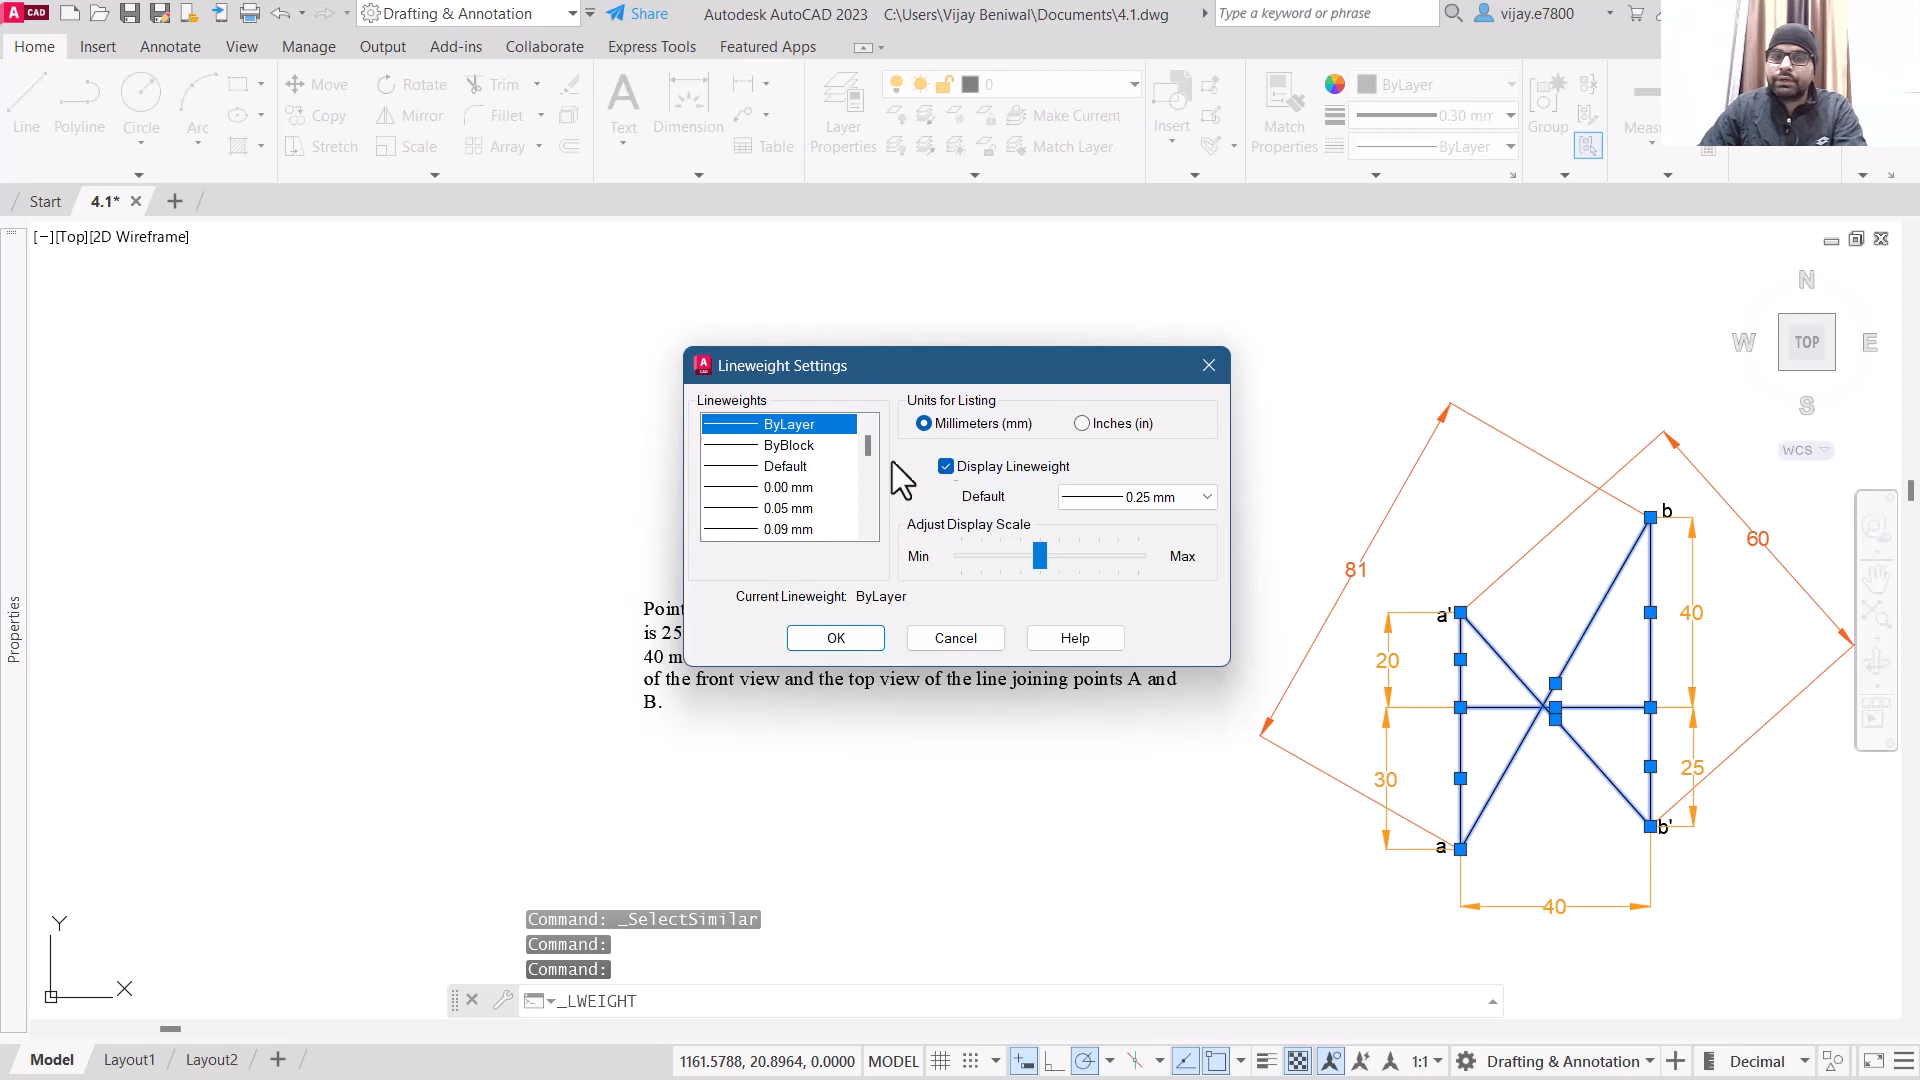 A CAD
Drafting & Annotation
Share
Autodesk AutoCAD 2023 C:\Users\Vijay Beniwal\Documents\4.1.dwg
Type a keyword or phrase
vijay.e7800
Home Insert Annotate View Manage Output Add-ins Collaborate Express Tools Featured Apps
Line Polyline Circle Arc
Move Rotate Trim
Copy Mirror Fillet
Stretch Scale Array
Text Dimension Table
Layer Properties
0
Make Current
Match Layer
Insert
Match Properties
ByLayer
0.30 mm
ByLayer
Group
Start 4.1*
[−][Top][2D Wireframe]
N
W TOP E
S
WCS
Properties
Lineweight Settings
Lineweights
ByLayer
ByBlock
Default
0.00 mm
0.05 mm
0.09 mm
Units for Listing
Millimeters (mm) Inches (in)
Display Lineweight
Default 0.25 mm
Adjust Display Scale
Min Max
Current Lineweight: ByLayer
OK Cancel Help
is 25
of the front view and the top view of the line joining points A and
B.
b
60
81
a' 40
20
30
25
b'
a
40
Y
X
Command: _SelectSimilar
Command:
Command:
_LWEIGHT
Model Layout1 Layout2
1161.5788, 20.8964, 0.0000 MODEL 1:1 Drafting & Annotation Decimal